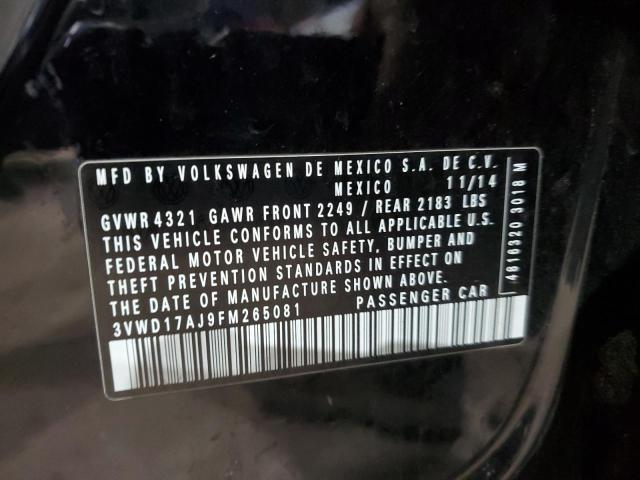 MFD BY VOLKSWAGEN DE MEXICO S.A. DE C.V.
MEXICO 11/14
GVWR 4321 GAWR FRONT 2249 / REAR 2183 LBS
THIS VEHICLE CONFORMS TO ALL APPLICABLE U.S.
FEDERAL MOTOR VEHICLE SAFETY, BUMPER AND
THEFT PREVENTION STANDARDS IN EFFECT ON
THE DATE OF MANUFACTURE SHOWN ABOVE.
3VWD17AJ9FM265081 PASSENGER CAR
4816320 3018 M